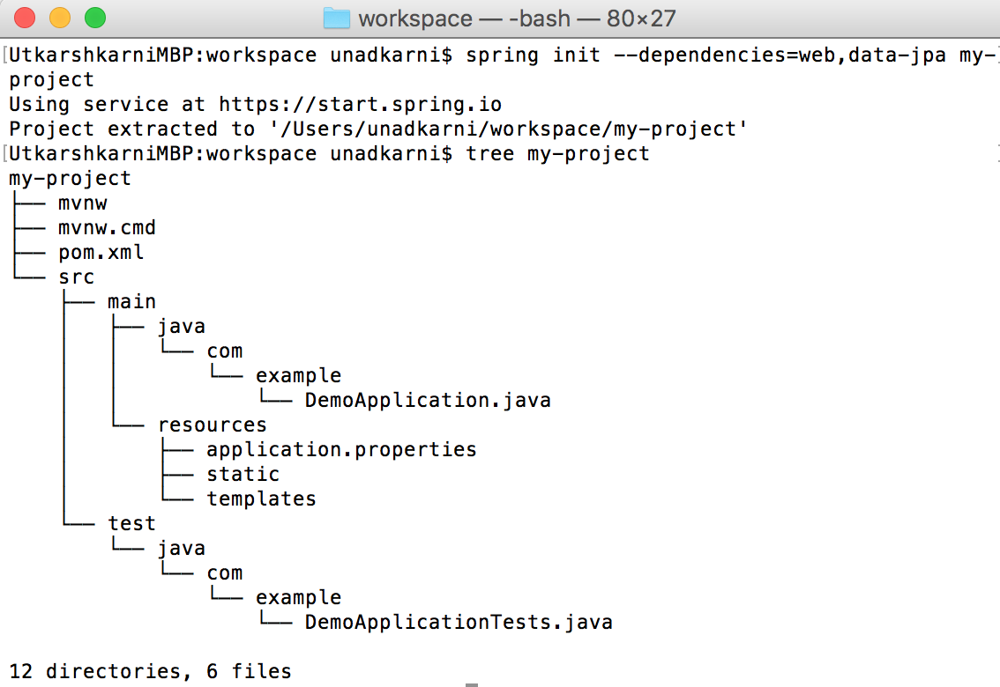 workspace — -bash — 80×27
UtkarshkarniMBP:workspace unadkarni$ spring init --dependencies=web,data-jpa my-
project
Using service at https://start.spring.io
Project extracted to '/Users/unadkarni/workspace/my-project'
UtkarshkarniMBP:workspace unadkarni$ tree my-project
my-project
├── mvnw
├── mvnw.cmd
├── pom.xml
└── src
    ├── main
    │   ├── java
    │   │   └── com
    │   │       └── example
    │   │           └── DemoApplication.java
    │   └── resources
    │       ├── application.properties
    │       ├── static
    │       └── templates
    └── test
        └── java
            └── com
                └── example
                    └── DemoApplicationTests.java

12 directories, 6 files